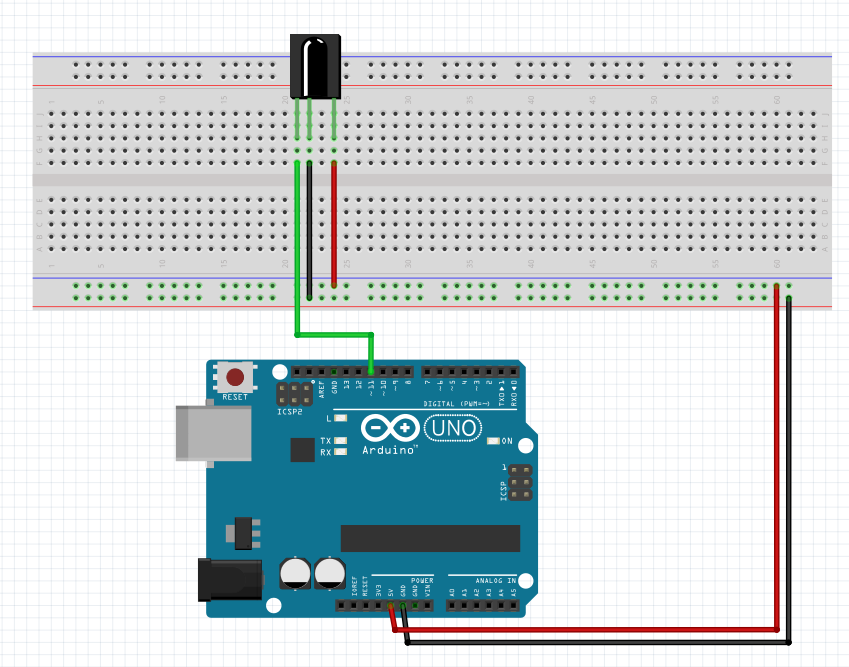 1 5 10 15 20 25 30 35 40 45 50 55 60
J
I
H
G
F
E
D
C
B
A
1 5 10 15 20 25 30 35 40 45 50 55 60
RESET
ICSP2
AREF
GND
13
12
~11
~10
~9
8
7
~6
~5
4
~3
2
TX0▶1
RX0◀0
DIGITAL (PWM=~)
L
TX
RX
UNO
Arduino™
ON
1
ICSP
POWER
ANALOG IN
IOREF
RESET
3V3
5V
GND
GND
VIN
A0
A1
A2
A3
A4
A5